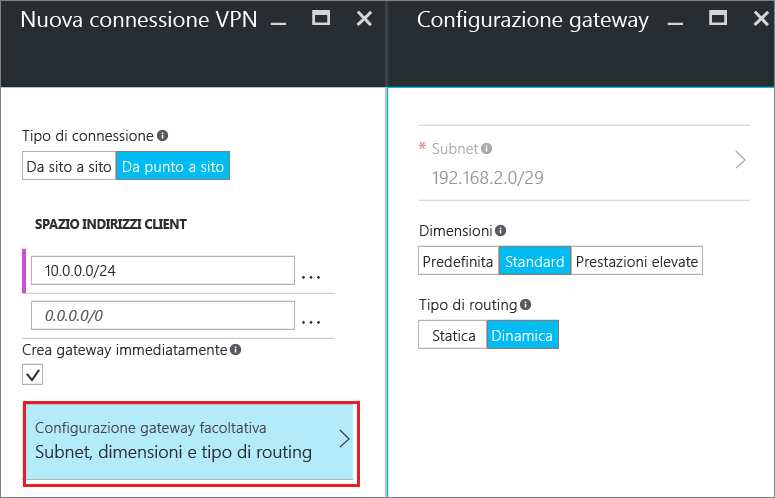 Nuova connessione VPN
Tipo di connessione
Da sito a sito
Da punto a sito
SPAZIO INDIRIZZI CLIENT
10.0.0.0/24
...
0.0.0.0/0
...
Crea gateway immediatamente
Configurazione gateway facoltativa
Subnet, dimensioni e tipo di routing
Configurazione gateway
* Subnet
192.168.2.0/29
Dimensioni
Predefinita
Standard
Prestazioni elevate
Tipo di routing
Statica
Dinamica